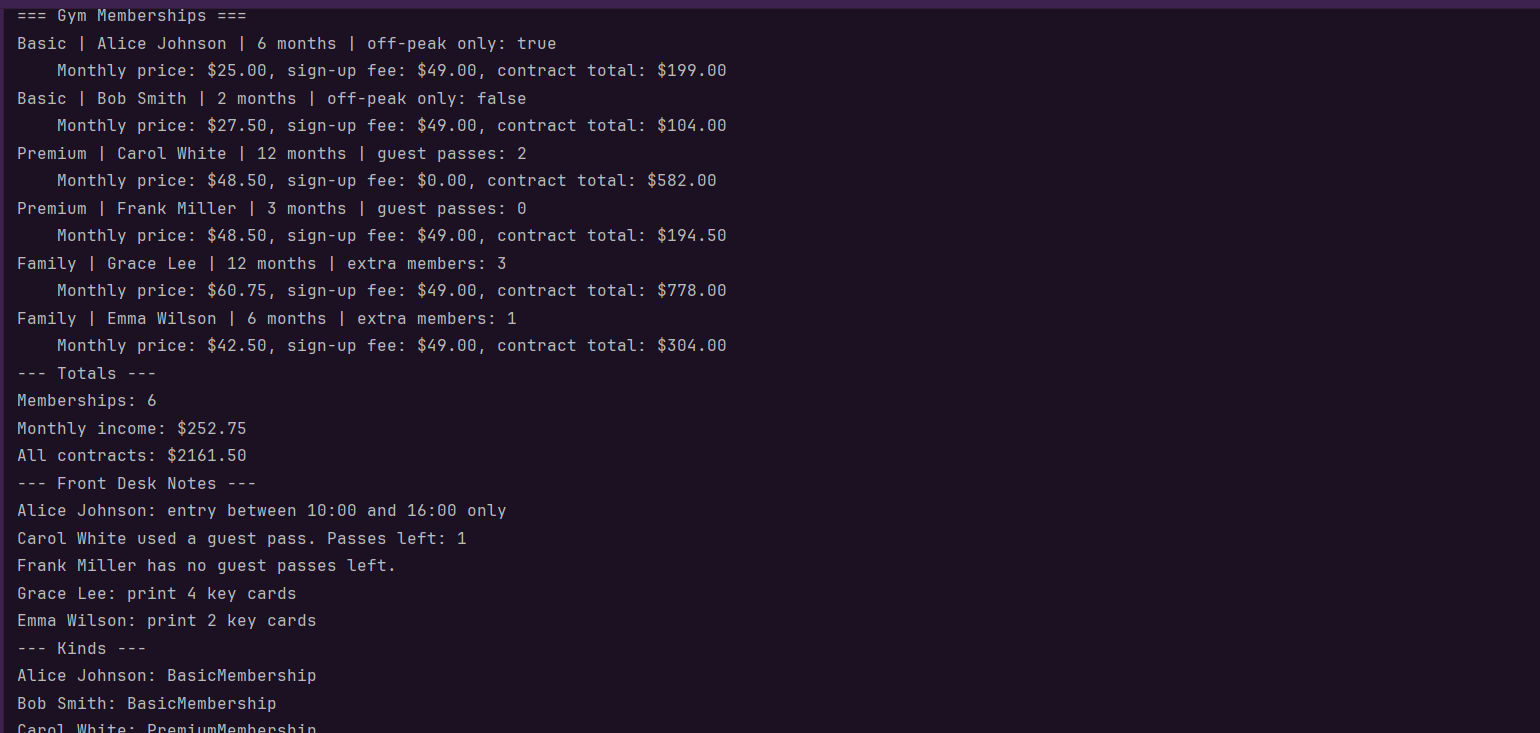 === Gym Memberships ===
Basic | Alice Johnson | 6 months | off-peak only: true
    Monthly price: $25.00, sign-up fee: $49.00, contract total: $199.00
Basic | Bob Smith | 2 months | off-peak only: false
    Monthly price: $27.50, sign-up fee: $49.00, contract total: $104.00
Premium | Carol White | 12 months | guest passes: 2
    Monthly price: $48.50, sign-up fee: $0.00, contract total: $582.00
Premium | Frank Miller | 3 months | guest passes: 0
    Monthly price: $48.50, sign-up fee: $49.00, contract total: $194.50
Family | Grace Lee | 12 months | extra members: 3
    Monthly price: $60.75, sign-up fee: $49.00, contract total: $778.00
Family | Emma Wilson | 6 months | extra members: 1
    Monthly price: $42.50, sign-up fee: $49.00, contract total: $304.00
--- Totals ---
Memberships: 6
Monthly income: $252.75
All contracts: $2161.50
--- Front Desk Notes ---
Alice Johnson: entry between 10:00 and 16:00 only
Carol White used a guest pass. Passes left: 1
Frank Miller has no guest passes left.
Grace Lee: print 4 key cards
Emma Wilson: print 2 key cards
--- Kinds ---
Alice Johnson: BasicMembership
Bob Smith: BasicMembership
Carol White: PremiumMembership